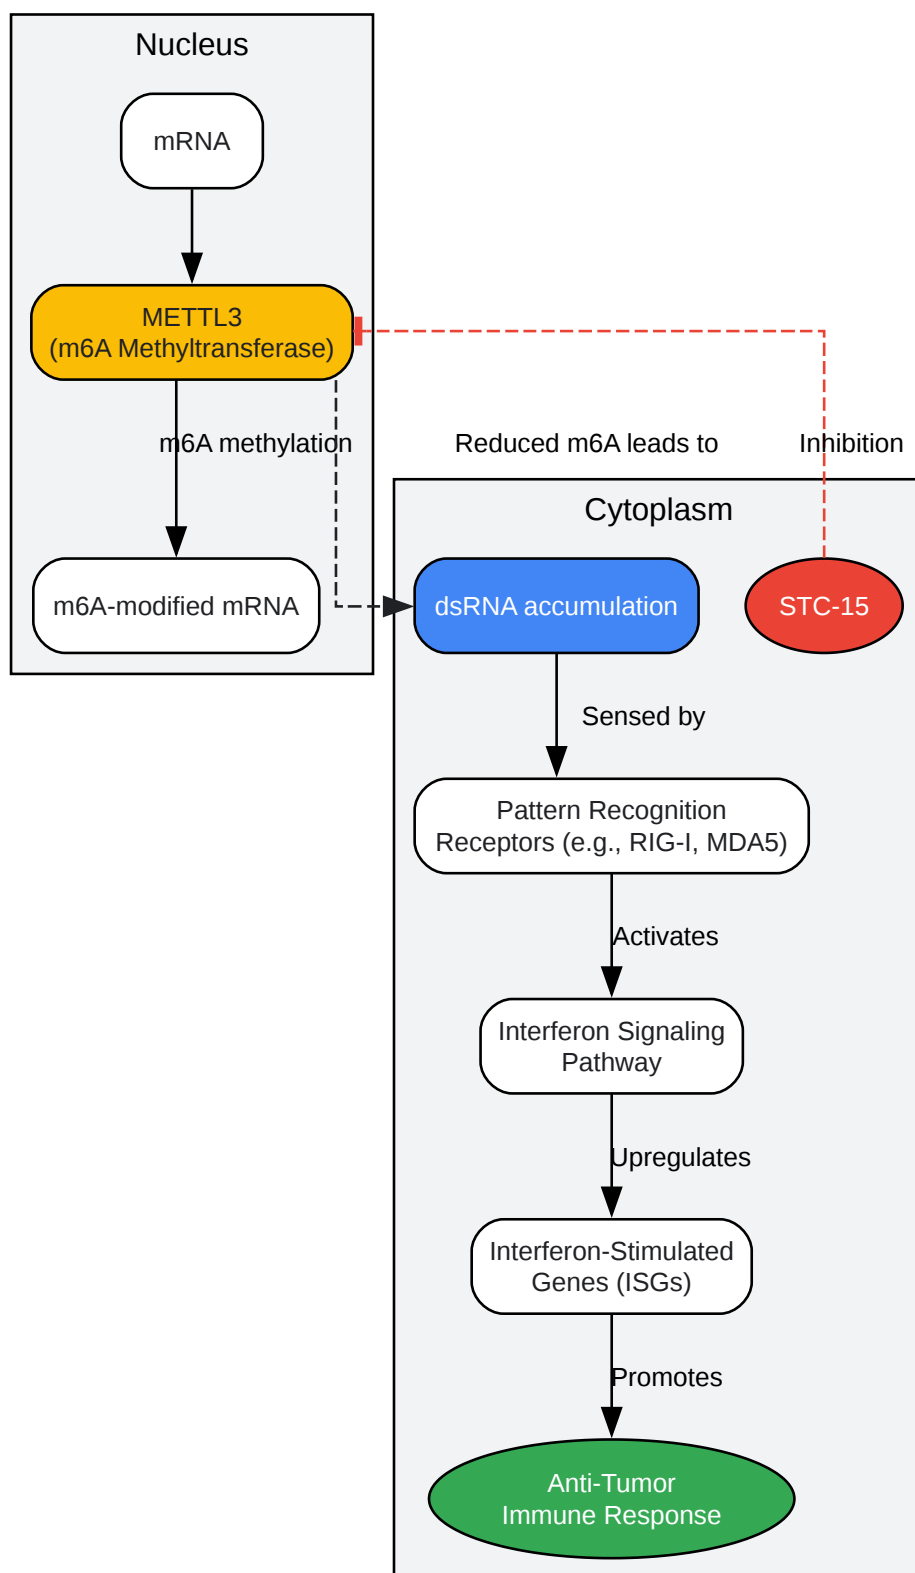 Nucleus
mRNA
METTL3
(m6A Methyltransferase)
m6A methylation
Reduced m6A leads to
Inhibition
Cytoplasm
m6A-modified mRNA
dsRNA accumulation
STC-15
Sensed by
Pattern Recognition
Receptors (e.g., RIG-I, MDA5)
Activates
Interferon Signaling
Pathway
Upregulates
Interferon-Stimulated
Genes (ISGs)
Promotes
Anti-Tumor
Immune Response